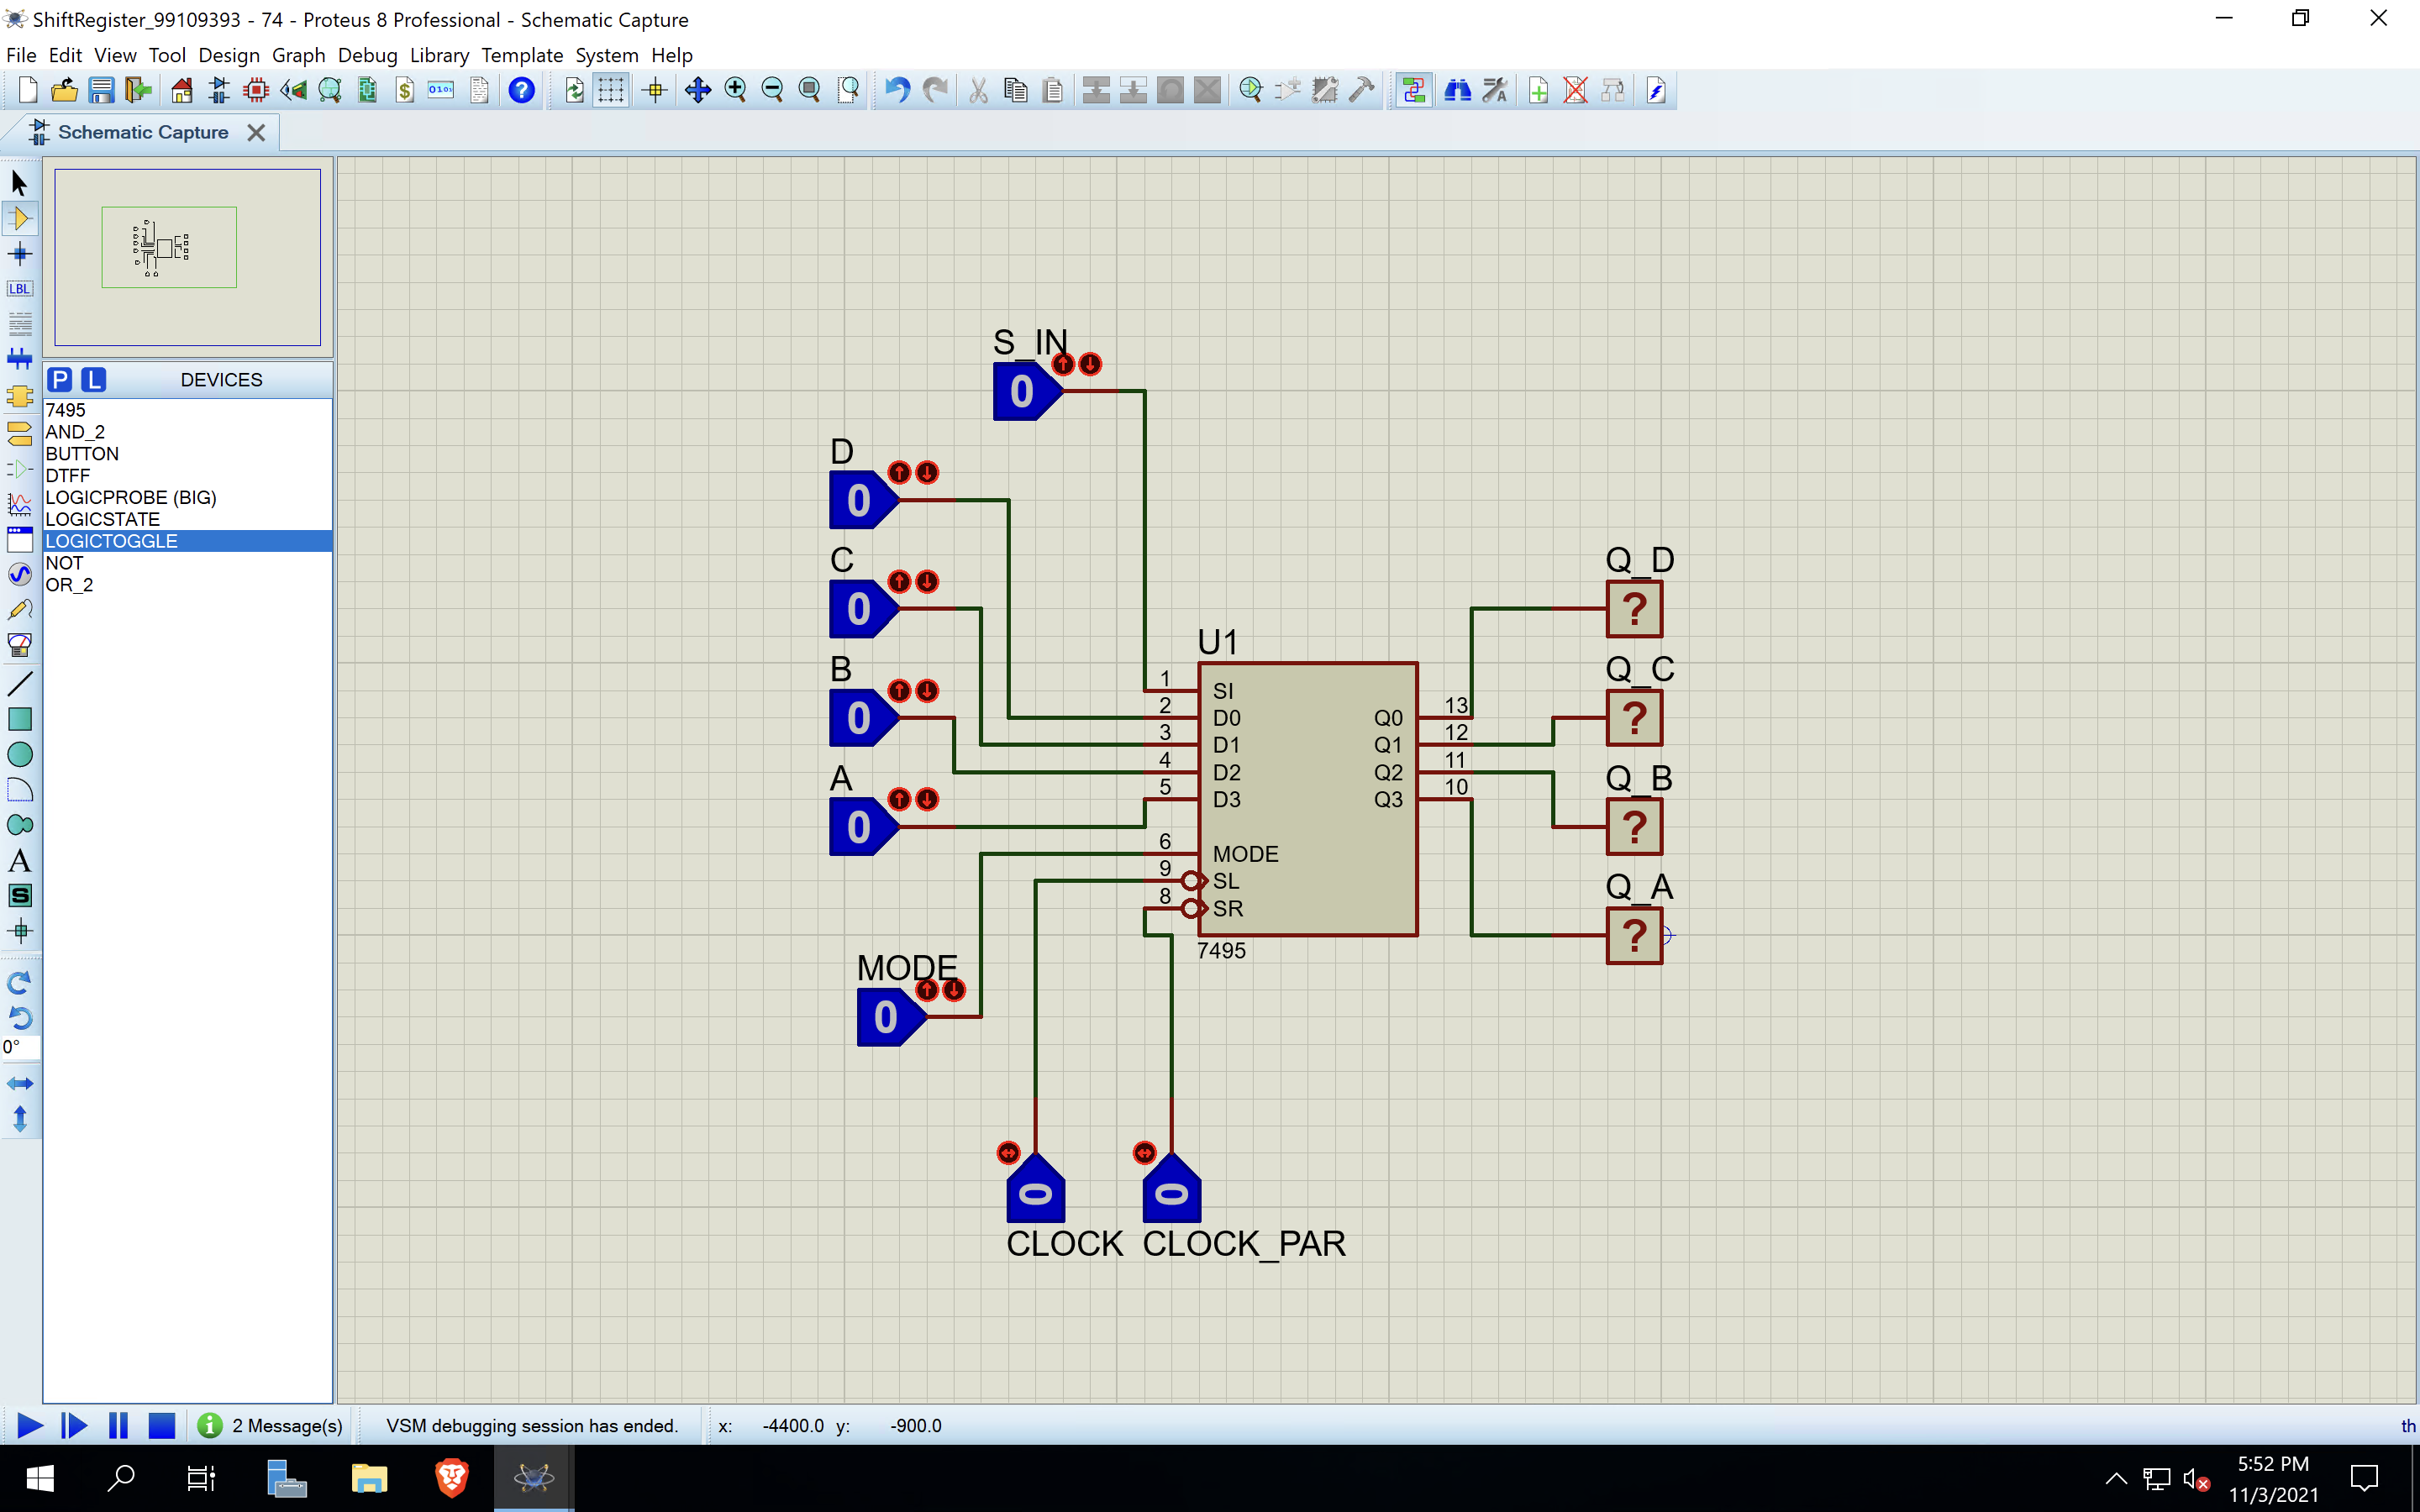 ShiftRegister_99109393 - 74 - Proteus 8 Professional - Schematic Capture
File Edit View Tool Design Graph Debug Library Template System Help
Schematic Capture
P L DEVICES
7495
AND_2
BUTTON
DTFF
LOGICPROBE (BIG)
LOGICSTATE
LOGICTOGGLE
NOT
OR_2
LBL
A
S
0°
S_IN
0
D
0
C
0
B
0
A
0
MODE
0
CLOCK
0
CLOCK_PAR
0
U1
1 SI
2 D0
3 D1
4 D2
5 D3
6 MODE
9 SL
8 SR
Q0 13
Q1 12
Q2 11
Q3 10
7495
Q_D
?
Q_C
?
Q_B
?
Q_A
?
2 Message(s) VSM debugging session has ended. x: -4400.0 y: -900.0 th
5:52 PM
11/3/2021